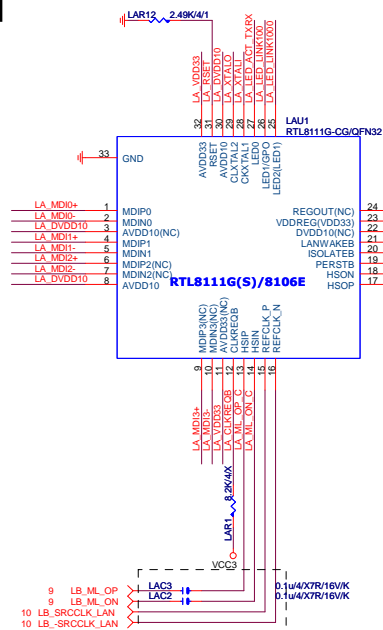 LAR12 2.49K/4/1
LA_VDD33
LA_RSET
LA_DVDD10
LA_XTALO
LA_XTALI
LA_LED_ACT_TXRX
LA_LED_LINK100
LA_LED_LINK1000
32
31
30
29
28
27
26
25
LAU1
RTL8111G-CG/QFN32
AVDD33
RSET
AVDD10
CLXTAL2
CKXTAL1
LED0
LED1/GPO
LED2(LED1)
33 GND
LA_MDI0+ 1 MDIP0
LA_MDI0- 2 MDIN0
LA_DVDD10 3 AVDD10(NC)
LA_MDI1+ 4 MDIP1
LA_MDI1- 5 MDIN1
LA_MDI2+ 6 MDIP2(NC)
LA_MDI2- 7 MDIN2(NC)
LA_DVDD10 8 AVDD10
REGOUT(NC) 24
VDDREG(VDD33) 23
DVDD10(NC) 22
LANWAKEB 21
ISOLATEB 20
PERSTB 19
HSON 18
HSOP 17
RTL8111G(S)/8106E
MDIP3(NC)
MDIN3(NC)
AVDD33(NC)
CLKREQB
HSIP
HSIN
REFCLK_P
REFCLK_N
9
10
11
12
13
14
15
16
LA_MDI3+
LA_MDI3-
LA_VDD33
LA_CLKREQB
LA_ML_OP_C
LA_ML_ON_C
LAR1 8.2K/4/X
VCC3
9 LB_ML_OP LAC3 0.1u/4/X7R/16V/K
9 LB_ML_ON LAC2 0.1u/4/X7R/16V/K
10 LB_SRCCLK_LAN
10 LB_-SRCCLK_LAN